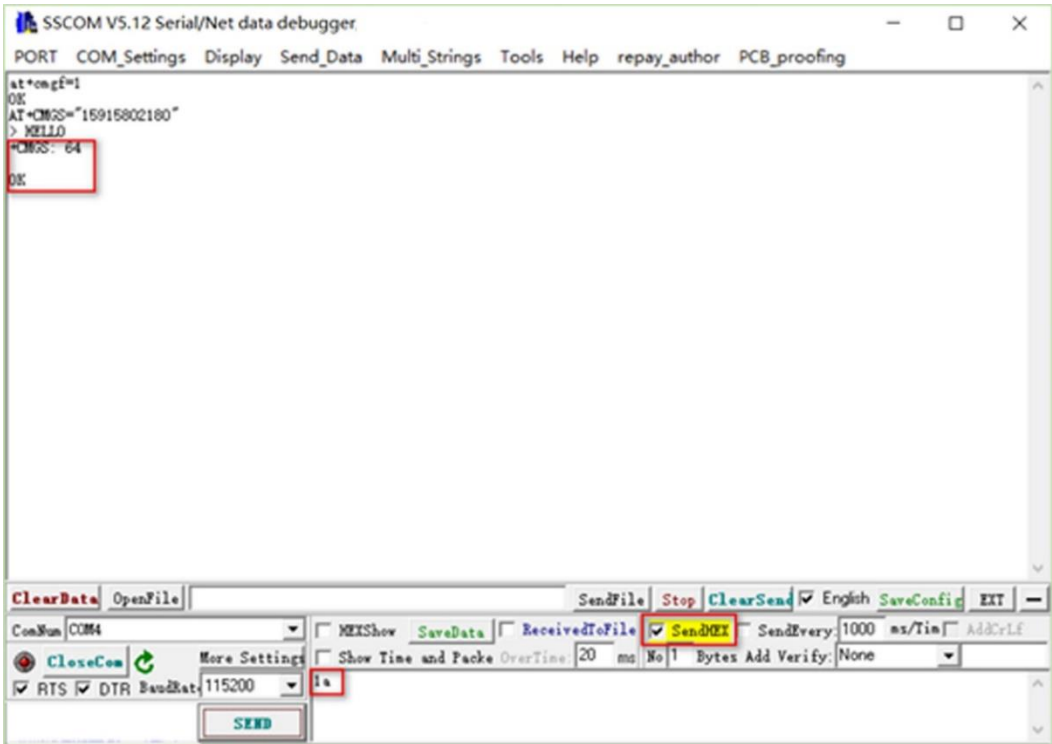 SSCOM V5.12 Serial/Net data debugger
PORT COM_Settings Display Send_Data Multi_Strings Tools Help repay_author PCB_proofing
at+cmgf=1
OK
AT+CMGS="15915802180"
> HELLO
+CMGS: 64
OK
ClearData OpenFile SendFile Stop ClearSend English SaveConfig EXT —
ComNum COM4 HEXShow SaveData ReceivedToFile SendHEX SendEvery: 1000 ms/Tim AddCrLf
CloseCom More Settings Show Time and Packe OverTime: 20 ms No 1 Bytes Add Verify: None
RTS DTR BaudRat: 115200 1a
SEND